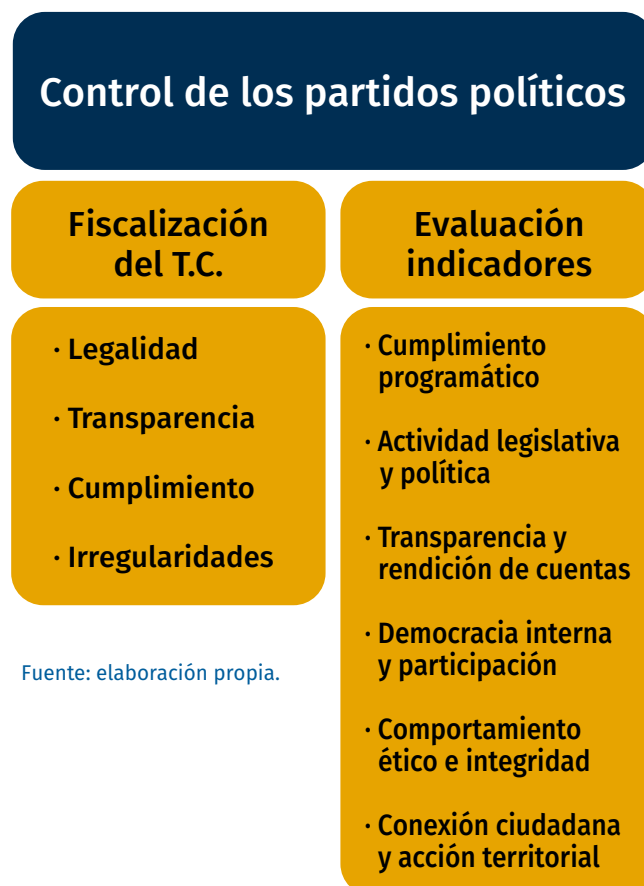 Control de los partidos políticos
Fiscalización
del T.C.
· Legalidad
· Transparencia
· Cumplimiento
· Irregularidades
Evaluación
indicadores
· Cumplimiento
programático
· Actividad legislativa
y política
· Transparencia y
rendición de cuentas
· Democracia interna
y participación
· Comportamiento
ético e integridad
· Conexión ciudadana
y acción territorial
Fuente: elaboración propia.